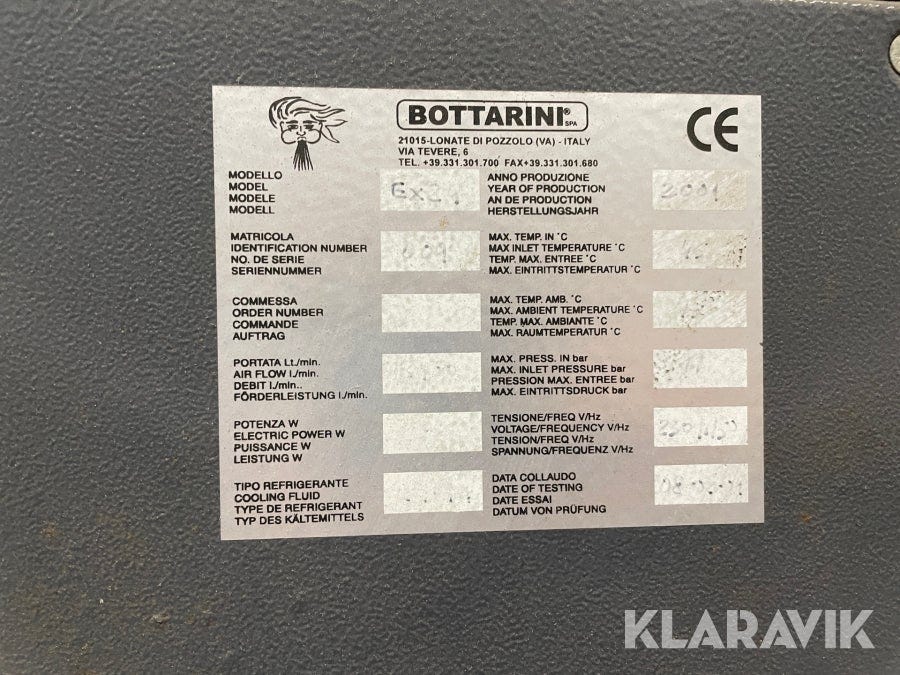 BOTTARINI® SPA
CE
21015-LONATE DI POZZOLO (VA) - ITALY
VIA TEVERE, 6
TEL. +39.331.301.700 FAX+39.331.301.680
MODELLO
MODEL
MODELE
MODELL
ANNO PRODUZIONE
YEAR OF PRODUCTION
AN DE PRODUCTION
HERSTELLUNGSJAHR
2001
MATRICOLA
IDENTIFICATION NUMBER
NO. DE SERIE
SERIENNUMMER
MAX. TEMP. IN °C
MAX INLET TEMPERATURE °C
TEMP. MAX. ENTREE °C
MAX. EINTRITTSTEMPERATUR °C
COMMESSA
ORDER NUMBER
COMMANDE
AUFTRAG
MAX. TEMP. AMB. °C
MAX. AMBIENT TEMPERATURE °C
TEMP. MAX. AMBIANTE °C
MAX. RAUMTEMPERATUR °C
PORTATA Lt./min.
AIR FLOW l./min.
DEBIT l./min..
FÖRDERLEISTUNG l./min.
MAX. PRESS. IN bar
MAX. INLET PRESSURE bar
PRESSION MAX. ENTREE bar
MAX. EINTRITTSDRUCK bar
POTENZA W
ELECTRIC POWER W
PUISSANCE W
LEISTUNG W
TENSIONE/FREQ V/Hz
VOLTAGE/FREQUENCY V/Hz
TENSION/FREQ V/Hz
SPANNUNG/FREQUENZ V/Hz
TIPO REFRIGERANTE
COOLING FLUID
TYPE DE REFRIGERANT
TYP DES KÄLTEMITTELS
DATA COLLAUDO
DATE OF TESTING
DATE ESSAI
DATUM VON PRÜFUNG
KLARAVIK